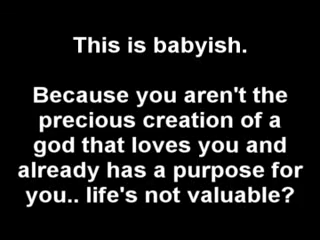 This is babyish.
Because you aren't the
precious creation of a
god that loves you and
already has a purpose for
you.. life's not valuable?